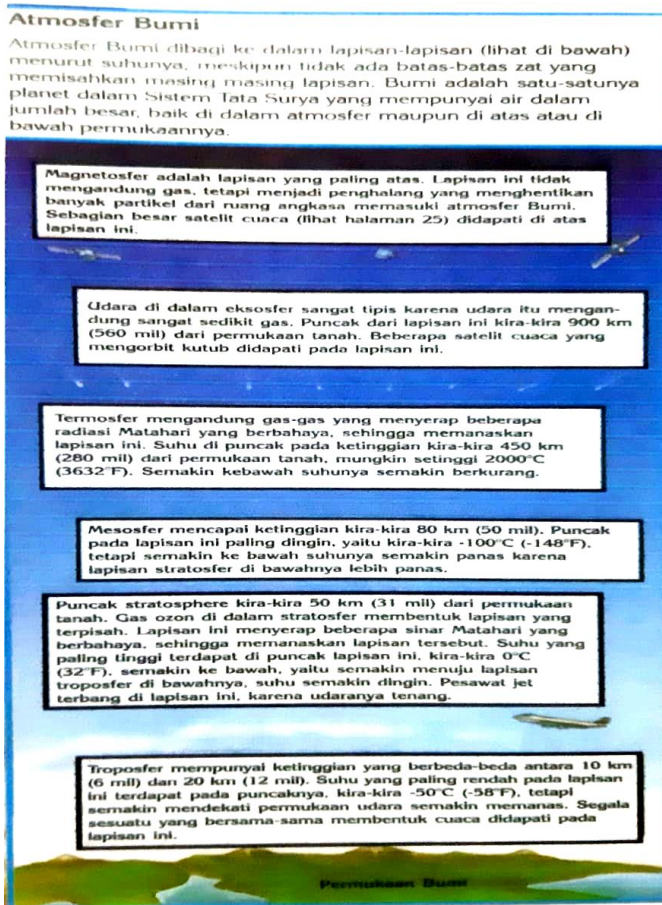 Atmosfer Bumi
Atmosfer Bumi dibagi ke dalam lapisan-lapisan (lihat di bawah)
menurut suhunya, meskipun tidak ada batas-batas zat yang
memisahkan masing masing lapisan. Bumi adalah satu-satunya
planet dalam Sistem Tata Surya yang mempunyai air dalam
jumlah besar, baik di dalam atmosfer maupun di atas atau di
bawah permukaannya.
Magnetosfer adalah lapisan yang paling atas. Lapisan ini tidak
mengandung gas, tetapi menjadi penghalang yang menghentikan
banyak partikel dari ruang angkasa memasuki atmosfer Bumi.
Sebagian besar satelit cuaca (lihat halaman 25) didapati di atas
lapisan ini.
Udara di dalam eksosfer sangat tipis karena udara itu mengan-
dung sangat sedikit gas. Puncak dari lapisan ini kira-kira 900 km
(560 mil) dari permukaan tanah. Beberapa satelit cuaca yang
mengorbit kutub didapati pada lapisan ini.
Termosfer mengandung gas-gas yang menyerap beberapa
radiasi Matahari yang berbahaya, sehingga memanaskan
lapisan ini. Suhu di puncak pada ketinggian kira-kira 450 km
(280 mil) dari permukaan tanah, mungkin setinggi 2000°C
(3632°F). Semakin kebawah suhunya semakin berkurang.
Mesosfer mencapai ketinggian kira-kira 80 km (50 mil). Puncak
pada lapisan ini paling dingin, yaitu kira-kira -100°C (-148°F),
tetapi semakin ke bawah suhunya semakin panas karena
lapisan stratosfer di bawahnya lebih panas.
Puncak stratosphere kira-kira 50 km (31 mil) dari permukaan
tanah. Gas ozon di dalam stratosfer membentuk lapisan yang
terpisah. Lapisan ini menyerap beberapa sinar Matahari yang
berbahaya, sehingga memanaskan lapisan tersebut. Suhu yang
paling tinggi terdapat di puncak lapisan ini, kira-kira 0°C
(32°F), semakin ke bawah, yaitu semakin menuju lapisan
troposfer di bawahnya, suhu semakin dingin. Pesawat jet
terbang di lapisan ini, karena udaranya tenang.
Troposfer mempunyai ketinggian yang berbeda-beda antara 10 km
(6 mil) dan 20 km (12 mil). Suhu yang paling rendah pada lapisan
ini terdapat pada puncaknya, kira-kira -50°C (-58°F), tetapi
semakin mendekati permukaan udara semakin memanas. Segala
sesuatu yang bersama-sama membentuk cuaca didapati pada
lapisan ini.
Permukaan Bumi